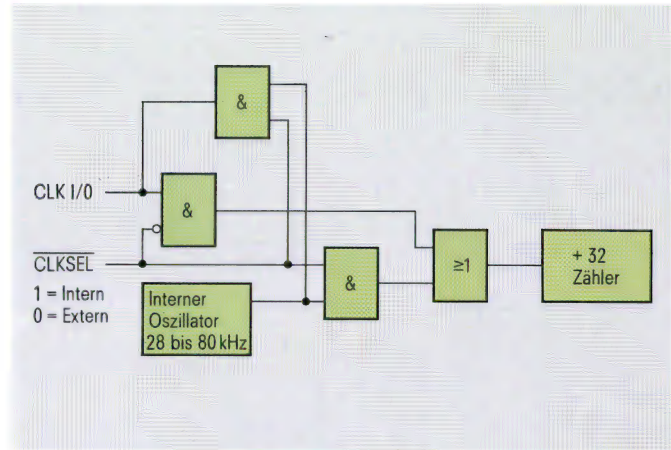 &
CLK I/0
&
CLKSEL
1 = Intern
0 = Extern
Interner
Oszillator
28 bis 80 kHz
&
≥1
+ 32
Zähler